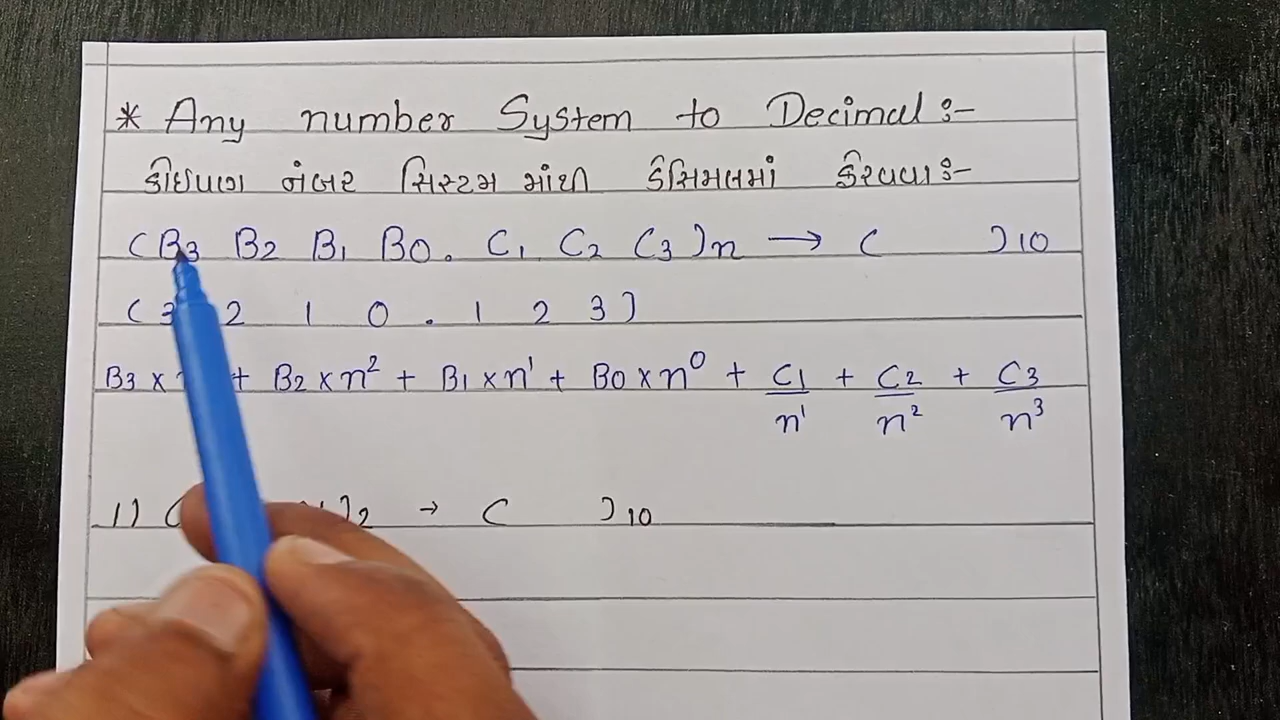 * Any number System to Decimal :-
કોઇપણ નંબર સિસ્ટમ માંથી ડેસિમલમાં ફેરવવા :-
(B3 B2 B1 B0 . C1 C2 C3)n → ( )10
(3 2 1 0 . 1 2 3)
B3 × + B2 × n² + B1 × n¹ + B0 × n⁰ + C1/n¹ + C2/n² + C3/n³
1) ( )2 → ( )10